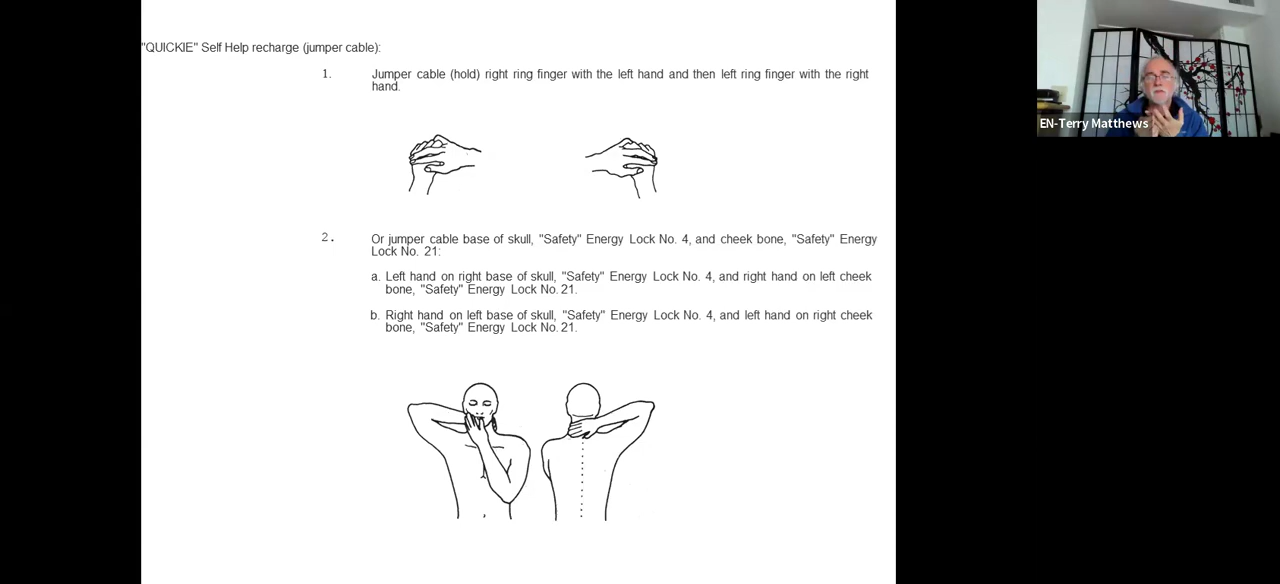 "QUICKIE" Self Help recharge (jumper cable):
1. Jumper cable (hold) right ring finger with the left hand and then left ring finger with the right
hand.
2. Or jumper cable base of skull, "Safety" Energy Lock No. 4, and cheek bone, "Safety" Energy
Lock No. 21:
a. Left hand on right base of skull, "Safety" Energy Lock No. 4, and right hand on left cheek
bone, "Safety" Energy Lock No. 21.
b. Right hand on left base of skull, "Safety" Energy Lock No. 4, and left hand on right cheek
bone, "Safety" Energy Lock No. 21.
EN-Terry Matthews